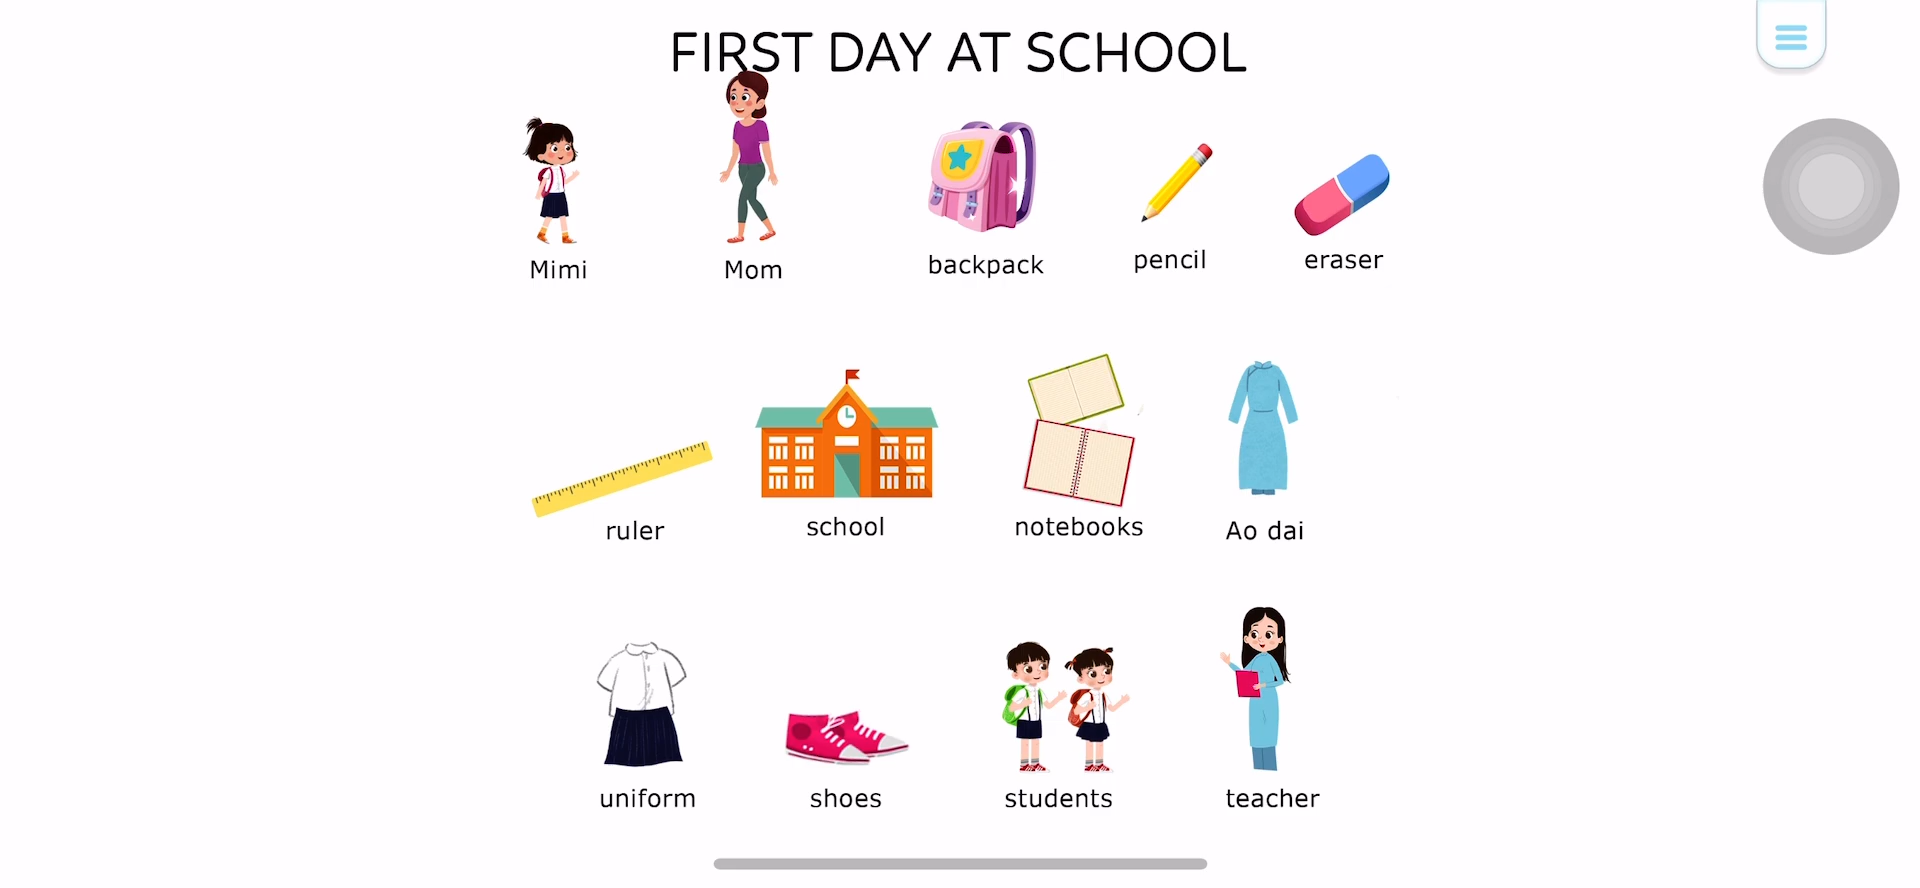 FIRST DAY AT SCHOOL
Mimi
Mom
backpack
pencil
eraser
ruler
school
notebooks
Ao dai
uniform
shoes
students
teacher